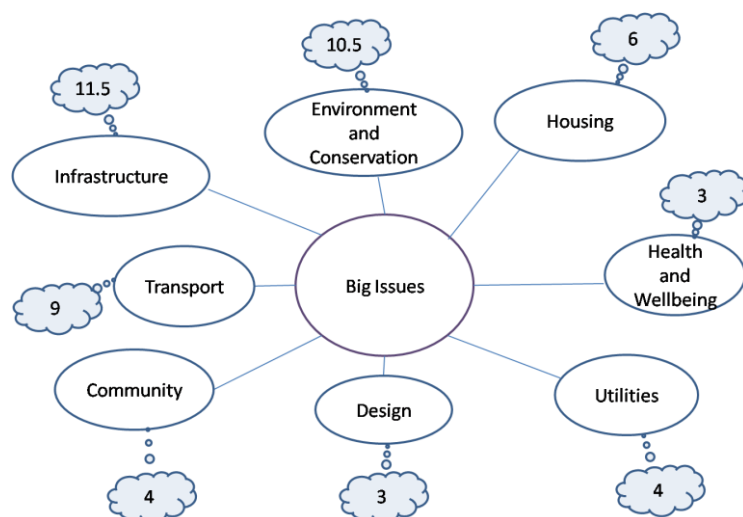 10.5
6
11.5
Environment
and
Conservation
Housing
Infrastructure
3
Health
and
Wellbeing
Transport
Big Issues
9
Community
Design
Utilities
4
3
4